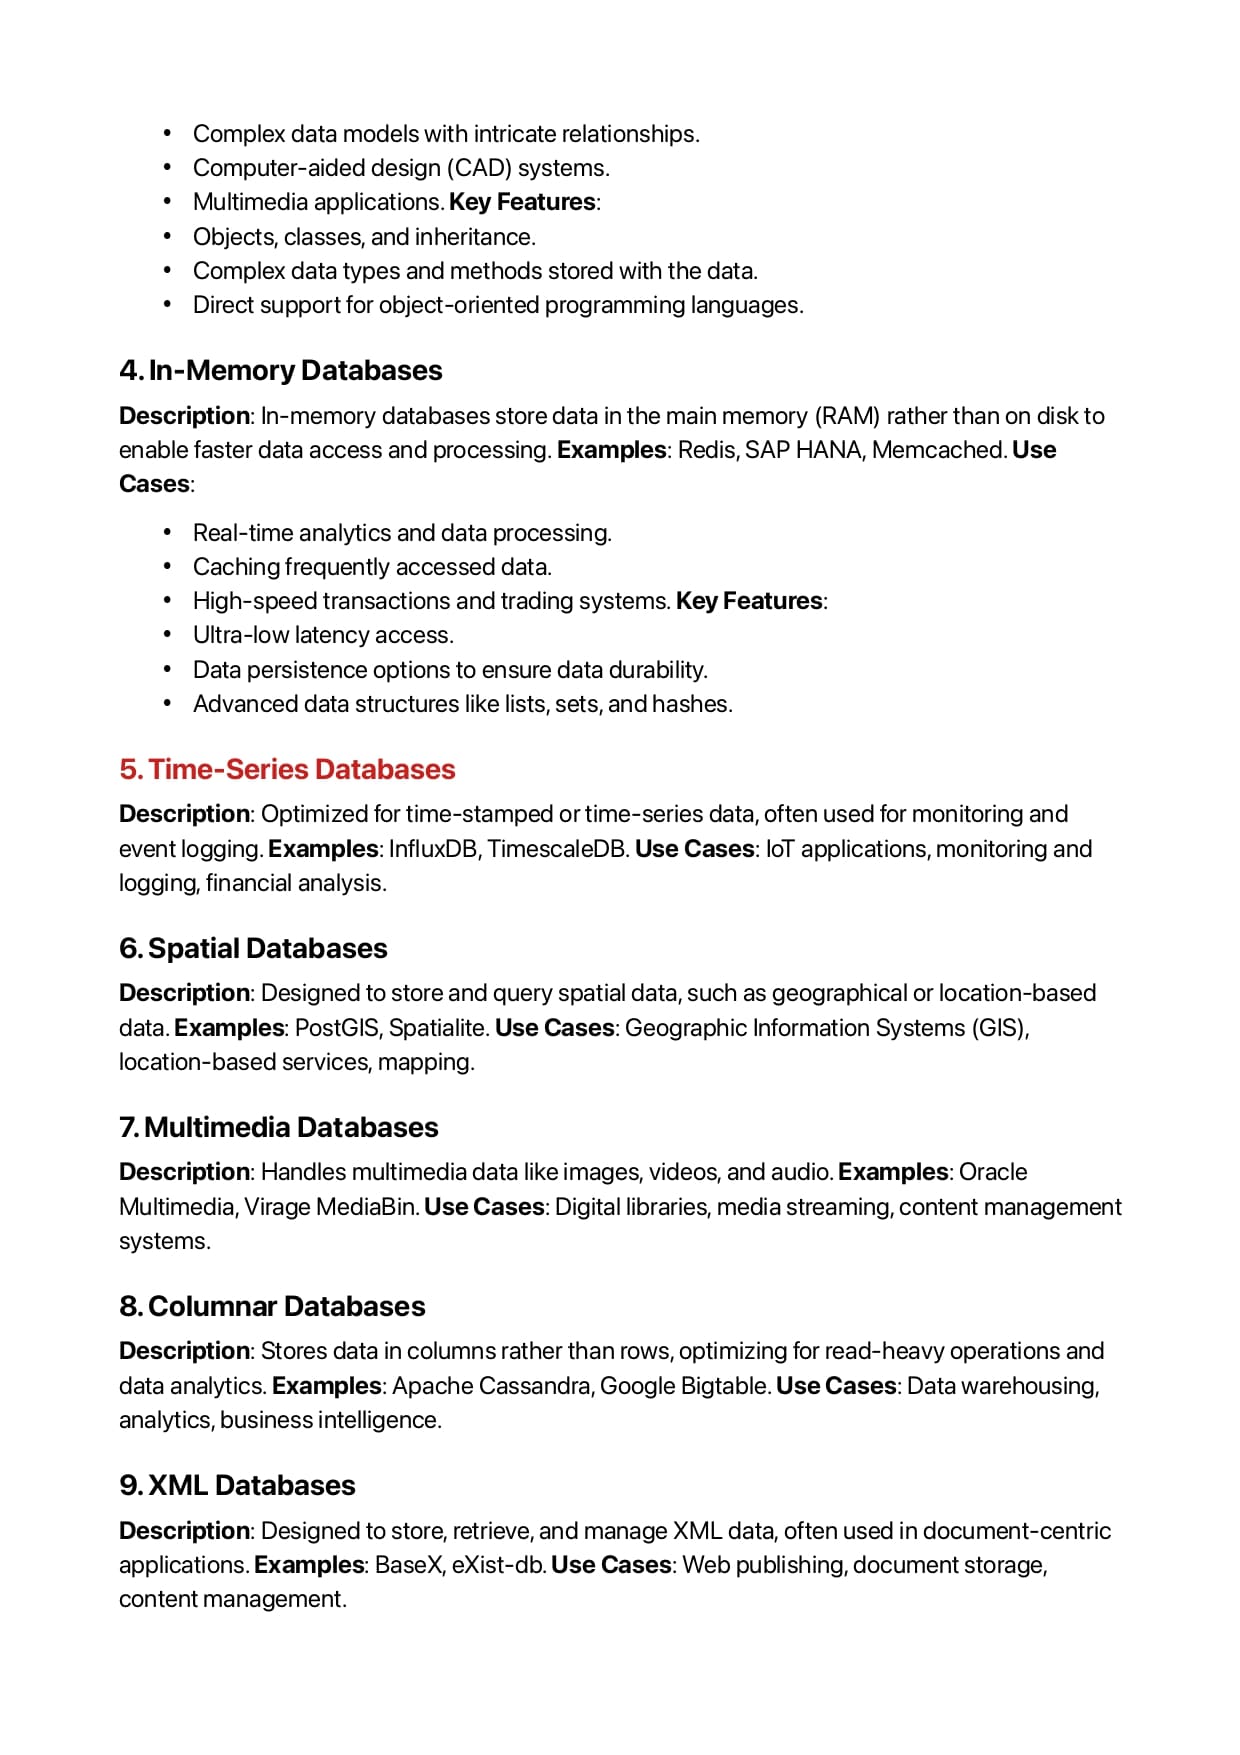 • Complex data models with intricate relationships.
• Computer-aided design (CAD) systems.
• Multimedia applications. Key Features:
• Objects, classes, and inheritance.
• Complex data types and methods stored with the data.
• Direct support for object-oriented programming languages.
4. In-Memory Databases
Description: In-memory databases store data in the main memory (RAM) rather than on disk to
enable faster data access and processing. Examples: Redis, SAP HANA, Memcached. Use
Cases:
• Real-time analytics and data processing.
• Caching frequently accessed data.
• High-speed transactions and trading systems. Key Features:
• Ultra-low latency access.
• Data persistence options to ensure data durability.
• Advanced data structures like lists, sets, and hashes.
5. Time-Series Databases
Description: Optimized for time-stamped or time-series data, often used for monitoring and
event logging. Examples: InfluxDB, TimescaleDB. Use Cases: IoT applications, monitoring and
logging, financial analysis.
6. Spatial Databases
Description: Designed to store and query spatial data, such as geographical or location-based
data. Examples: PostGIS, Spatialite. Use Cases: Geographic Information Systems (GIS),
location-based services, mapping.
7. Multimedia Databases
Description: Handles multimedia data like images, videos, and audio. Examples: Oracle
Multimedia, Virage MediaBin. Use Cases: Digital libraries, media streaming, content management
systems.
8. Columnar Databases
Description: Stores data in columns rather than rows, optimizing for read-heavy operations and
data analytics. Examples: Apache Cassandra, Google Bigtable. Use Cases: Data warehousing,
analytics, business intelligence.
9. XML Databases
Description: Designed to store, retrieve, and manage XML data, often used in document-centric
applications. Examples: BaseX, eXist-db. Use Cases: Web publishing, document storage,
content management.